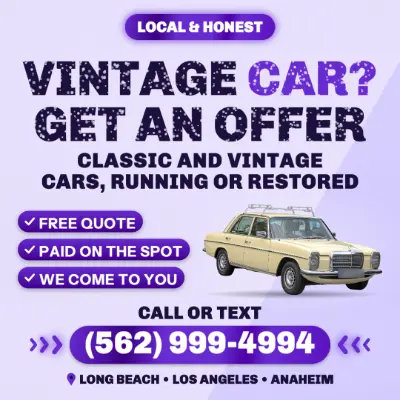 LOCAL & HONEST
VINTAGE CAR?
GET AN OFFER
CLASSIC AND VINTAGE
CARS, RUNNING OR RESTORED
FREE QUOTE
PAID ON THE SPOT
WE COME TO YOU
CALL OR TEXT
(562) 999-4994
LONG BEACH • LOS ANGELES • ANAHEIM